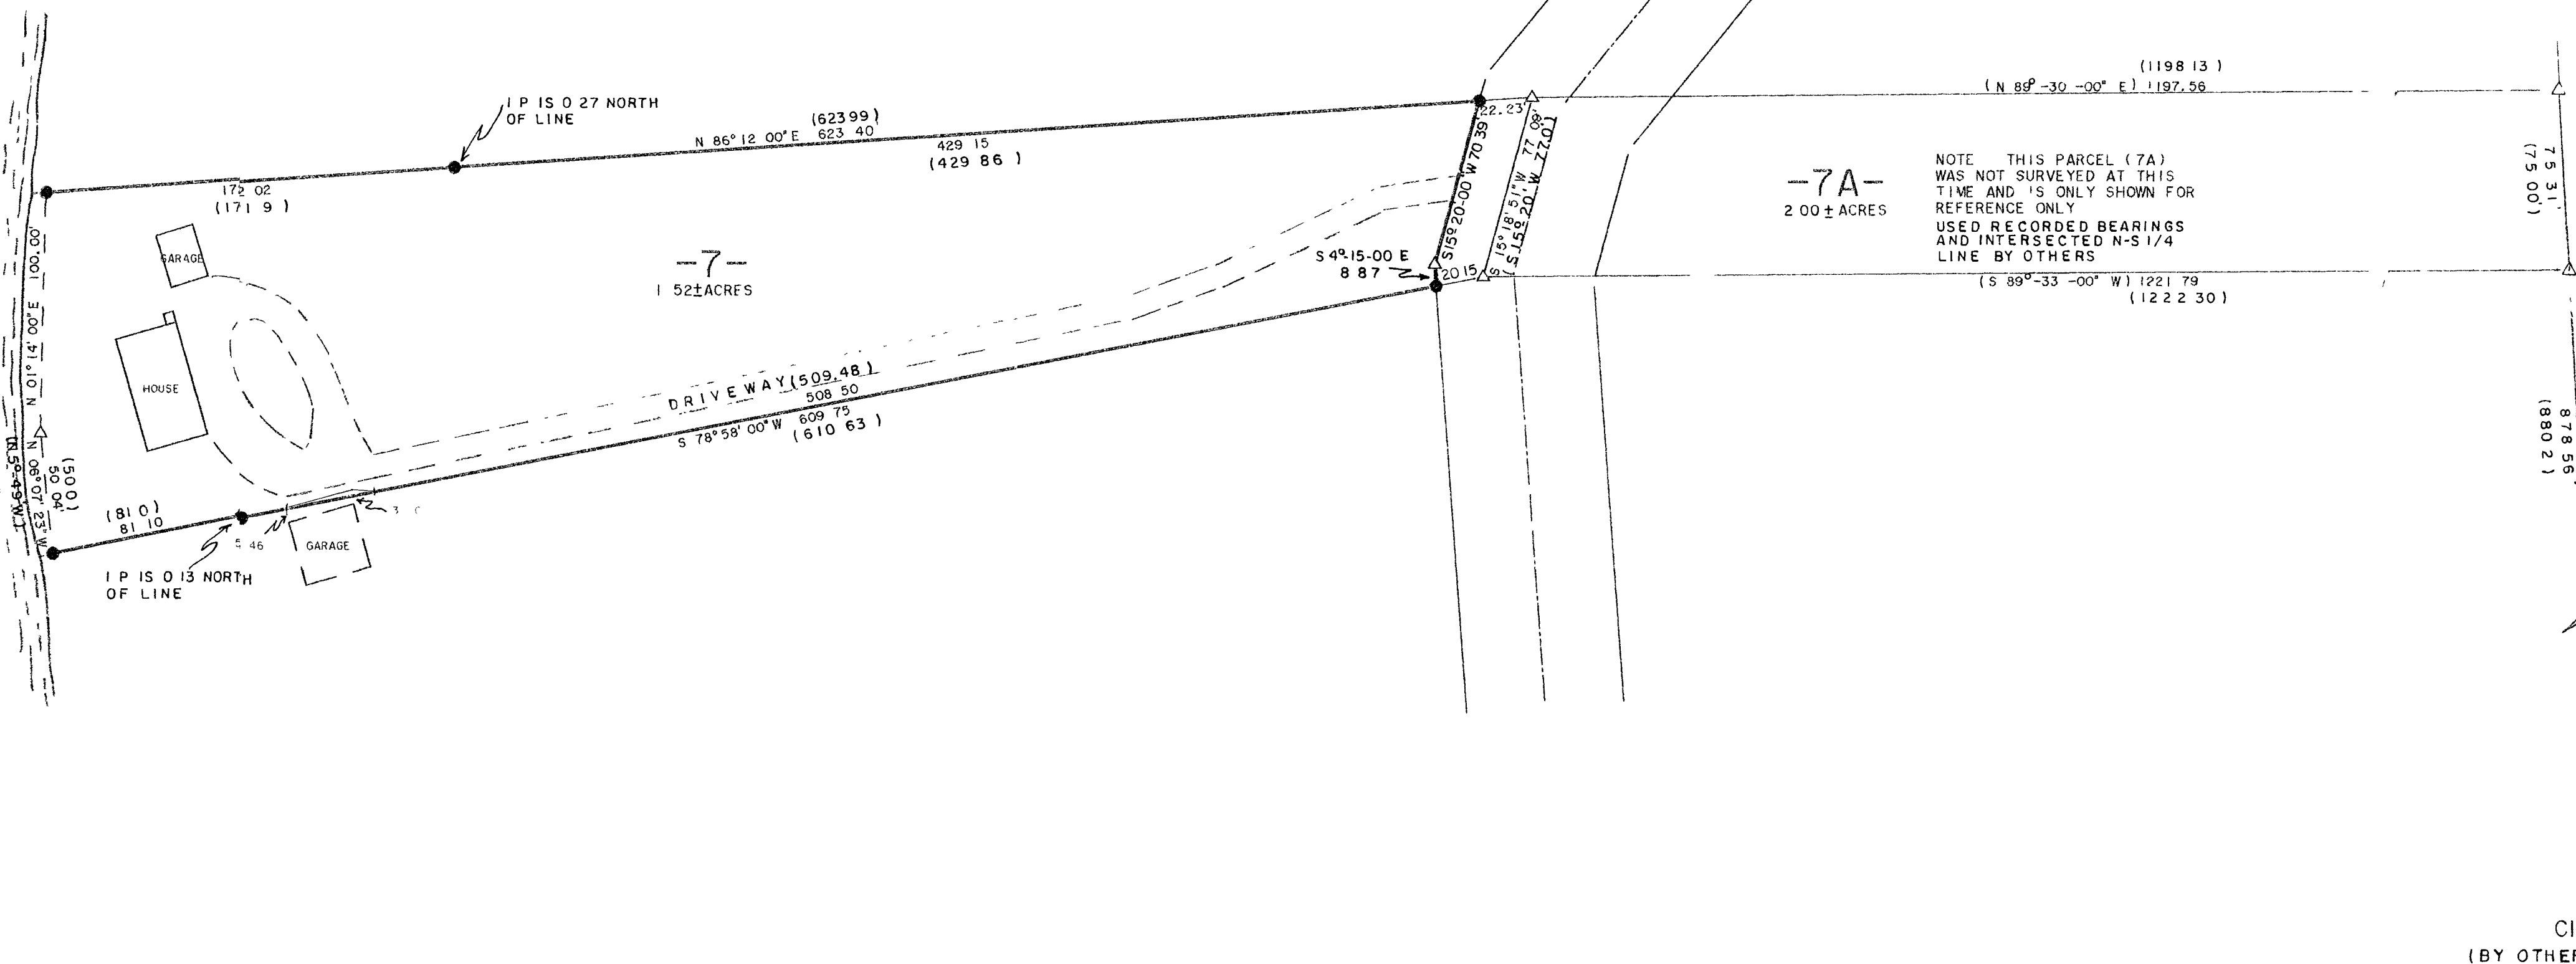 (1198 13 )
( N 89° -30 -00" E ) 1197.56
I P IS 0 27 NORTH
OF LINE
(623 99)
N 86° 12 00" E 623 40
429 15
(429 86 )
22.23'
S15º 20-00 W 70 39'
S 15° 18' 51" W 77 09'
( S 15º 20' W 77.0' )
-7A-
2 00 ± ACRES
NOTE THIS PARCEL ( 7A )
WAS NOT SURVEYED AT THIS
TIME AND IS ONLY SHOWN FOR
REFERENCE ONLY
USED RECORDED BEARINGS
AND INTERSECTED N-S 1/4
LINE BY OTHERS
75 31'
( 75 00' )
02
(171 9 )
N 10° 14' 00" E 100.00'
GARAGE
-7-
1 52± ACRES
S 4º-15-00 E
8 87
20 15
( S 89° -33 -00" W ) 1221 79
( 1222 30 )
HOUSE
DRIVEWAY (509.48 )
508 50
S 78° 58' 00" W 609 75
( 610 63 )
878 56'
( 880 2 )
N 06° 07' 23" W
50 04'
( 50 0 )
(N 5º-49' W )
(81 0)
81 10
46
GARAGE
I P IS 0 13 NORTH
OF LINE
(BY OTHER